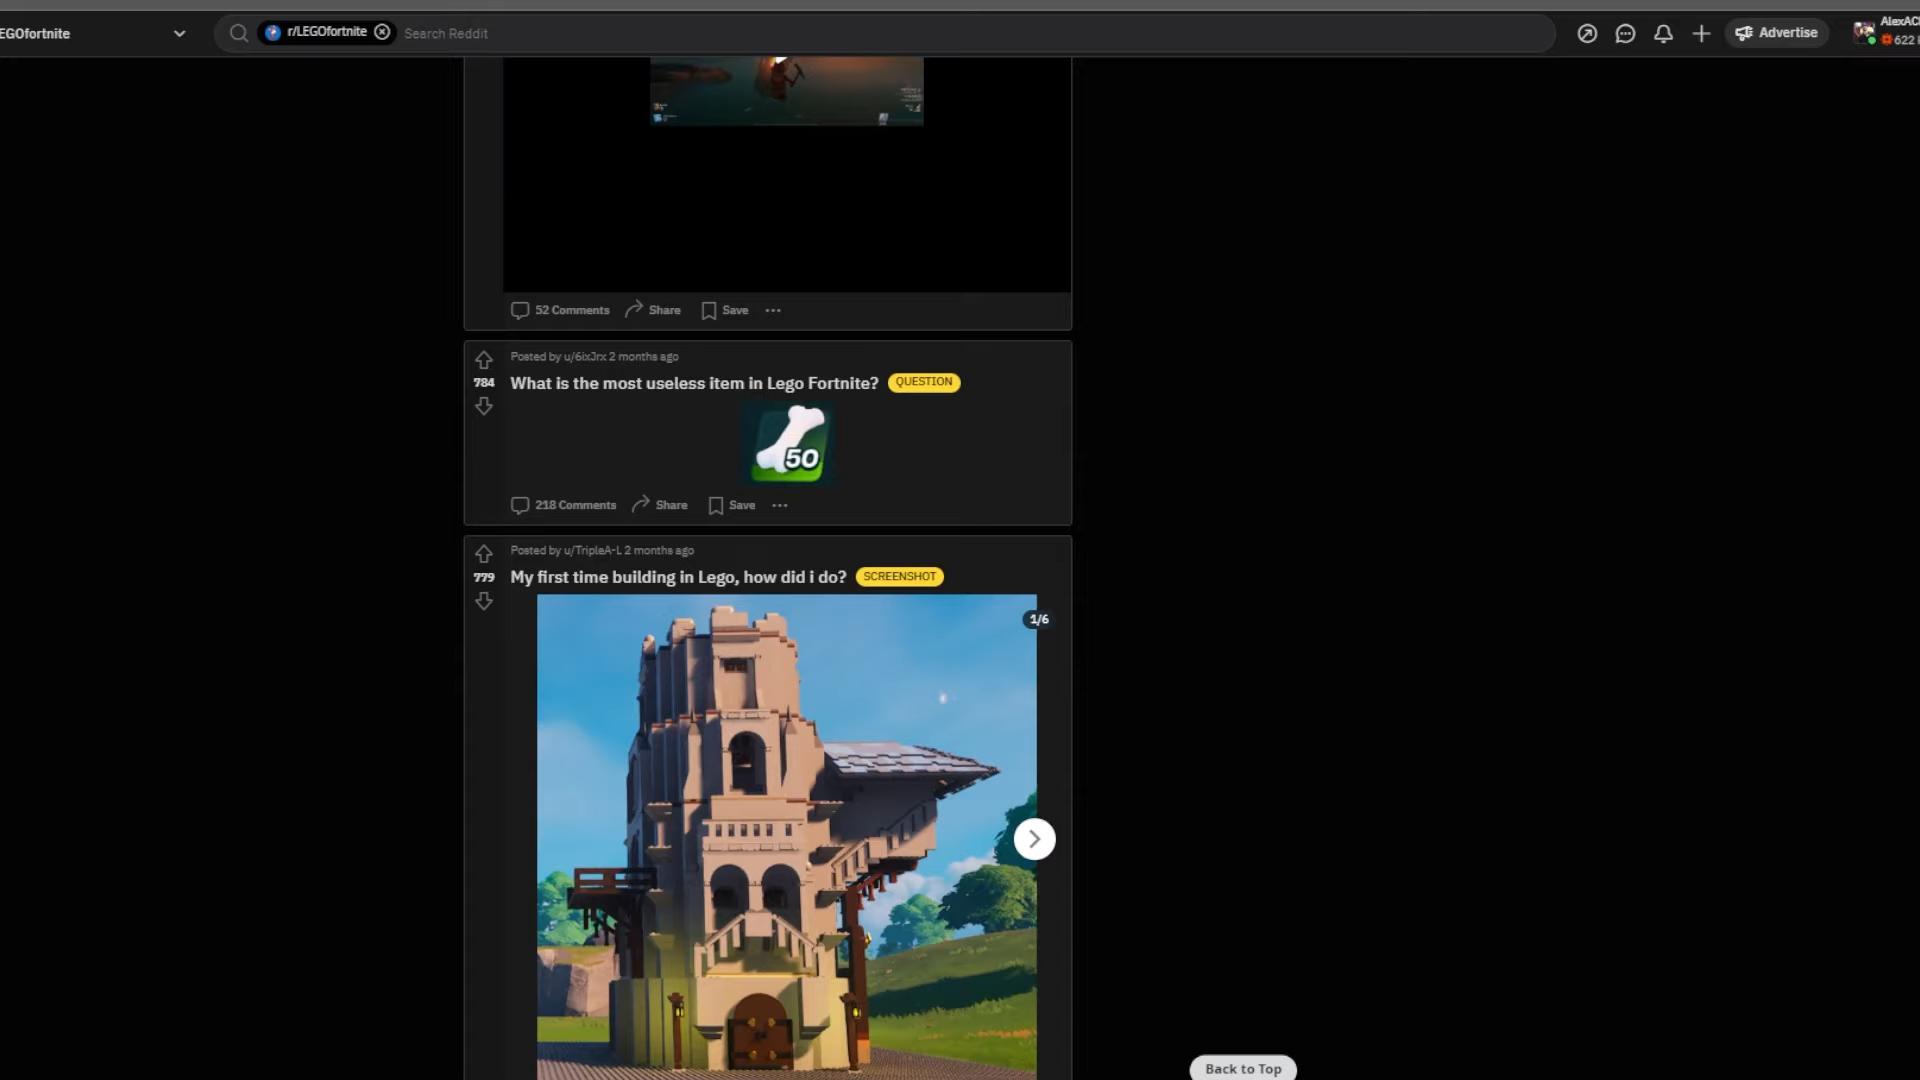 EGOfortnite
r/LEGOfortnite
Search Reddit
Advertise
AlexAC
622
52 Comments
Share
Save
Posted by u/6ixJrx 2 months ago
784
What is the most useless item in Lego Fortnite?
QUESTION
50
218 Comments
Share
Save
Posted by u/TripleA-L 2 months ago
779
My first time building in Lego, how did i do?
SCREENSHOT
1/6
Back to Top